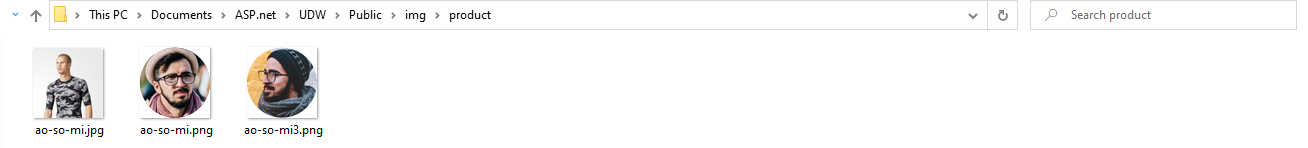 This PC > Documents > ASP.net > UDW > Public > img > product
Search product
ao-so-mi.jpg
ao-so-mi.png
ao-so-mi3.png